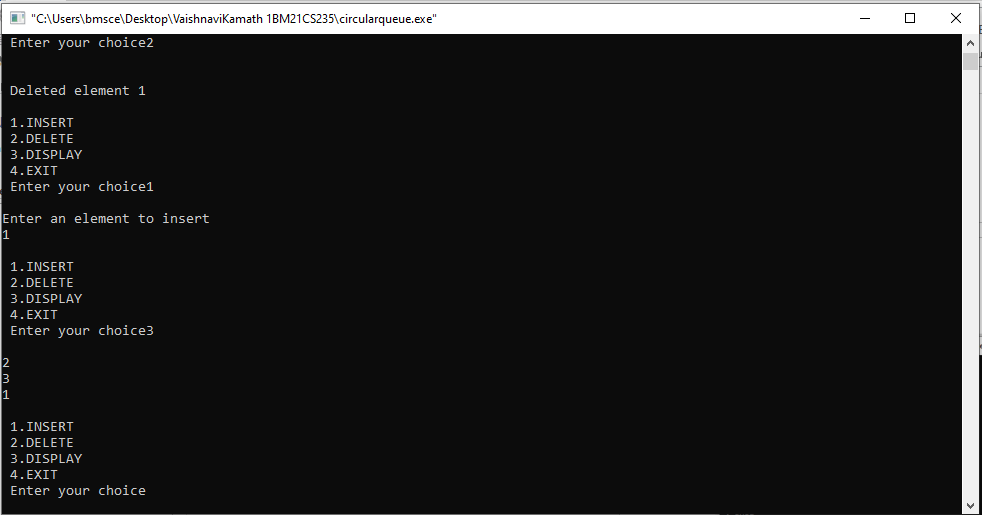 "C:\Users\bmsce\Desktop\VaishnaviKamath 1BM21CS235\circularqueue.exe"
Enter your choice2
Deleted element 1
1.INSERT
2.DELETE
3.DISPLAY
4.EXIT
Enter your choice1
Enter an element to insert
1
1.INSERT
2.DELETE
3.DISPLAY
4.EXIT
Enter your choice3
2
3
1
1.INSERT
2.DELETE
3.DISPLAY
4.EXIT
Enter your choice